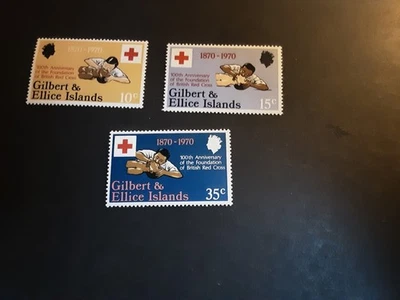 1870-1970
100th Anniversary
of the Foundation
of British Red Cross
Gilbert &
Ellice Islands
10c
1870-1970
100th Anniversary
of the Foundation
of British Red Cross
Gilbert &
Ellice Islands
15c
1870-1970
100th Anniversary
of the Foundation
of British Red Cross
Gilbert &
Ellice Islands
35c